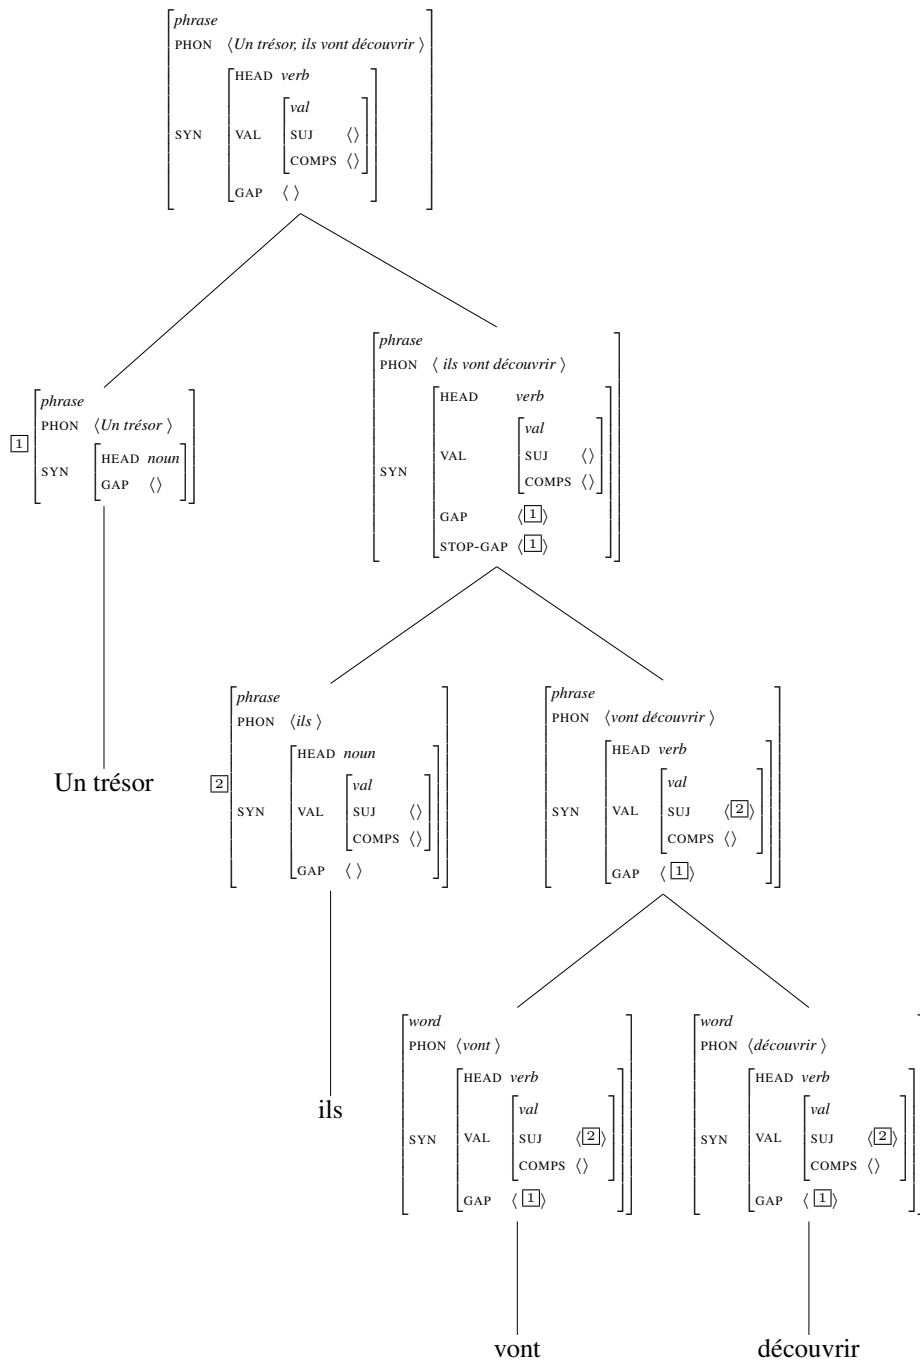 phrase
PHON ⟨Un trésor, ils vont découvrir ⟩
HEAD verb
val
SYN VAL SUJ ⟨⟩
COMPS ⟨⟩
GAP ⟨ ⟩
phrase
PHON ⟨ ils vont découvrir ⟩
HEAD verb
val
VAL SUJ ⟨⟩
SYN
COMPS ⟨⟩
GAP ⟨1⟩
STOP-GAP ⟨1⟩
phrase
PHON ⟨Un trésor ⟩
1
HEAD noun
SYN
GAP ⟨⟩
Un trésor
phrase
PHON ⟨ils ⟩
HEAD noun
2
val
SYN VAL SUJ ⟨⟩
COMPS ⟨⟩
GAP ⟨ ⟩
phrase
PHON ⟨vont découvrir ⟩
HEAD verb
val
SYN VAL SUJ ⟨2⟩
COMPS ⟨⟩
GAP ⟨ 1⟩
ils
word
PHON ⟨vont ⟩
HEAD verb
val
SYN VAL SUJ ⟨2⟩
COMPS ⟨⟩
GAP ⟨ 1⟩
word
PHON ⟨découvrir ⟩
HEAD verb
val
SYN VAL SUJ ⟨2⟩
COMPS ⟨⟩
GAP ⟨ 1⟩
vont
découvrir